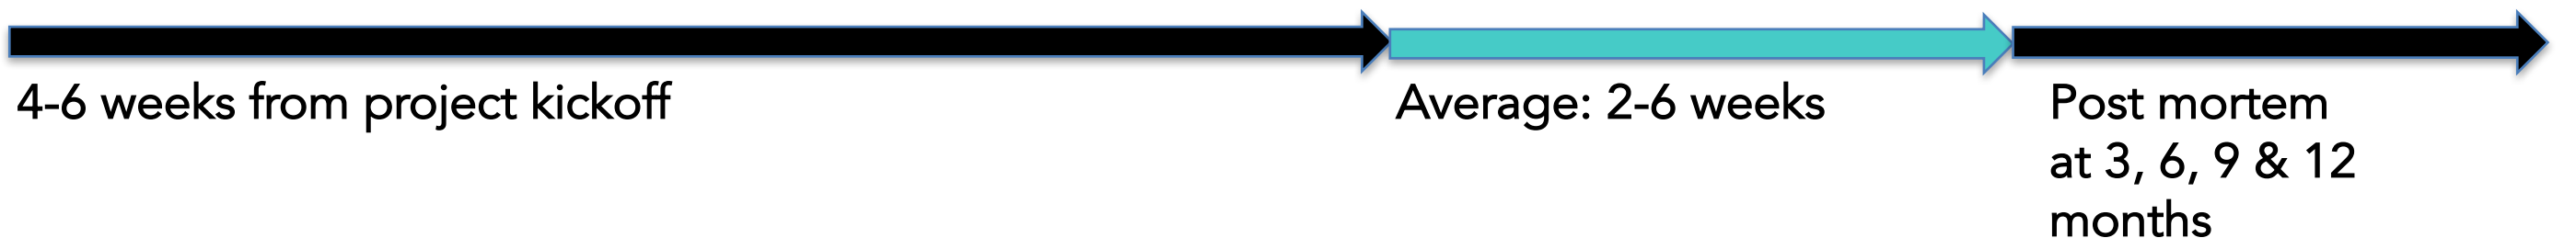 4-6 weeks from project kickoff
Average: 2-6 weeks
Post mortem
at 3, 6, 9 & 12
months